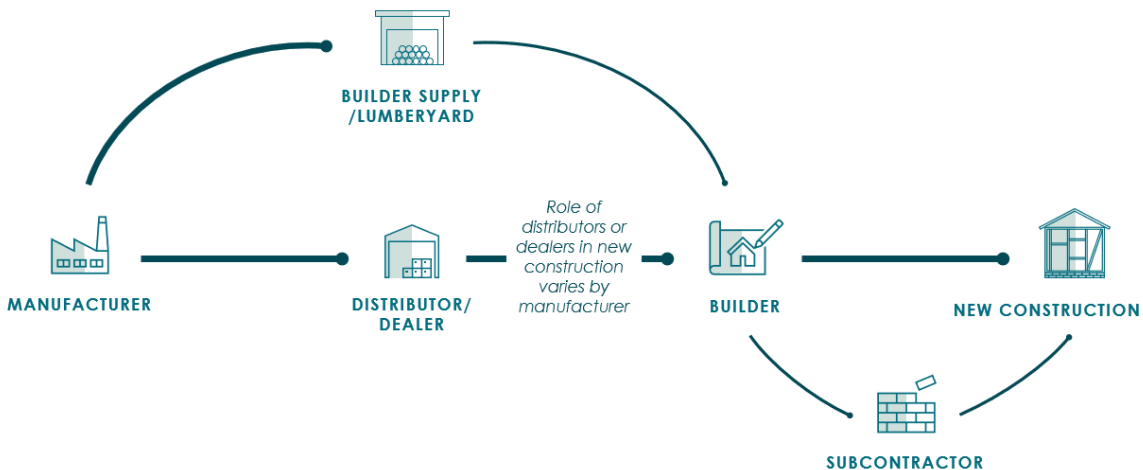 BUILDER SUPPLY
/LUMBERYARD
MANUFACTURER
DISTRIBUTOR/
DEALER
Role of
distributors or
dealers in new
construction
varies by
manufacturer
BUILDER
NEW CONSTRUCTION
SUBCONTRACTOR